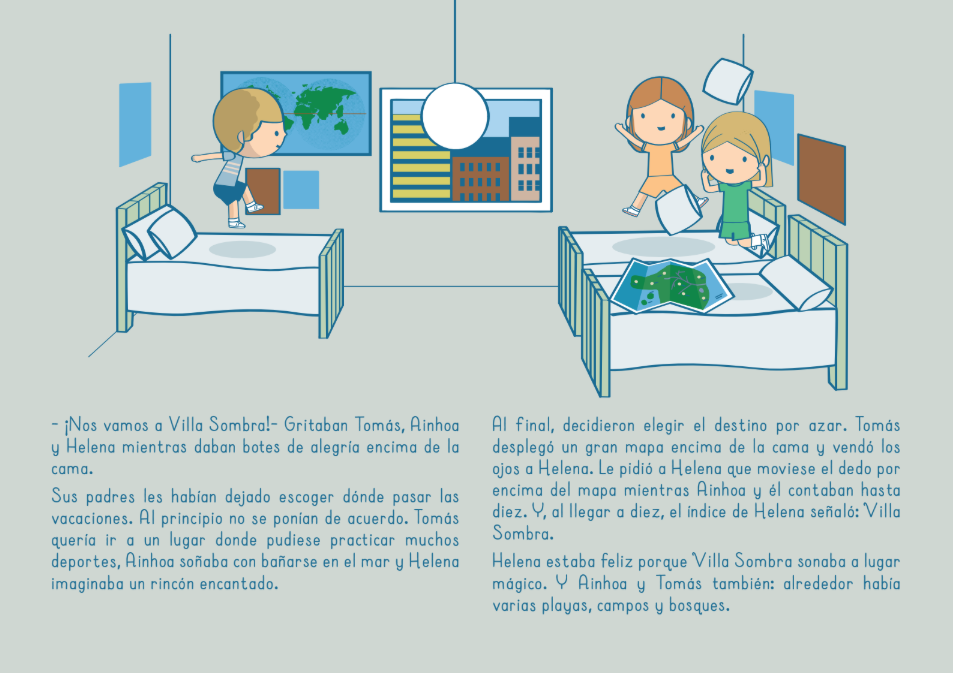 - ¡Nos vamos a Villa Sombra!- Gritaban Tomás, Ainhoa
y Helena mientras daban botes de alegría encima de la
cama.
Sus padres les habían dejado escoger dónde pasar las
vacaciones. Al principio no se ponían de acuerdo. Tomás
quería ir a un lugar donde pudiese practicar muchos
deportes, Ainhoa soñaba con bañarse en el mar y Helena
imaginaba un rincón encantado.
Al final, decidieron elegir el destino por azar. Tomás
desplegó un gran mapa encima de la cama y vendó los
ojos a Helena. Le pidió a Helena que moviese el dedo por
encima del mapa mientras Ainhoa y él contaban hasta
diez. Y, al llegar a diez, el índice de Helena señaló: Villa
Sombra.
Helena estaba feliz porque Villa Sombra sonaba a lugar
mágico. Y Ainhoa y Tomás también: alrededor había
varias playas, campos y bosques.